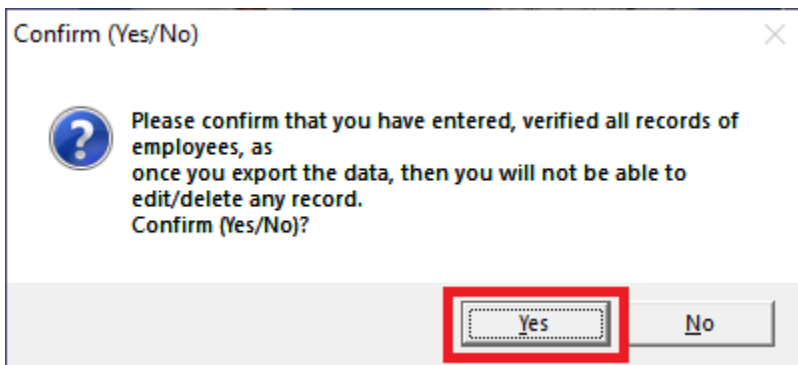 Confirm (Yes/No)
Please confirm that you have entered, verified all records of
employees, as
once you export the data, then you will not be able to
edit/delete any record.
Confirm (Yes/No)?
Yes No